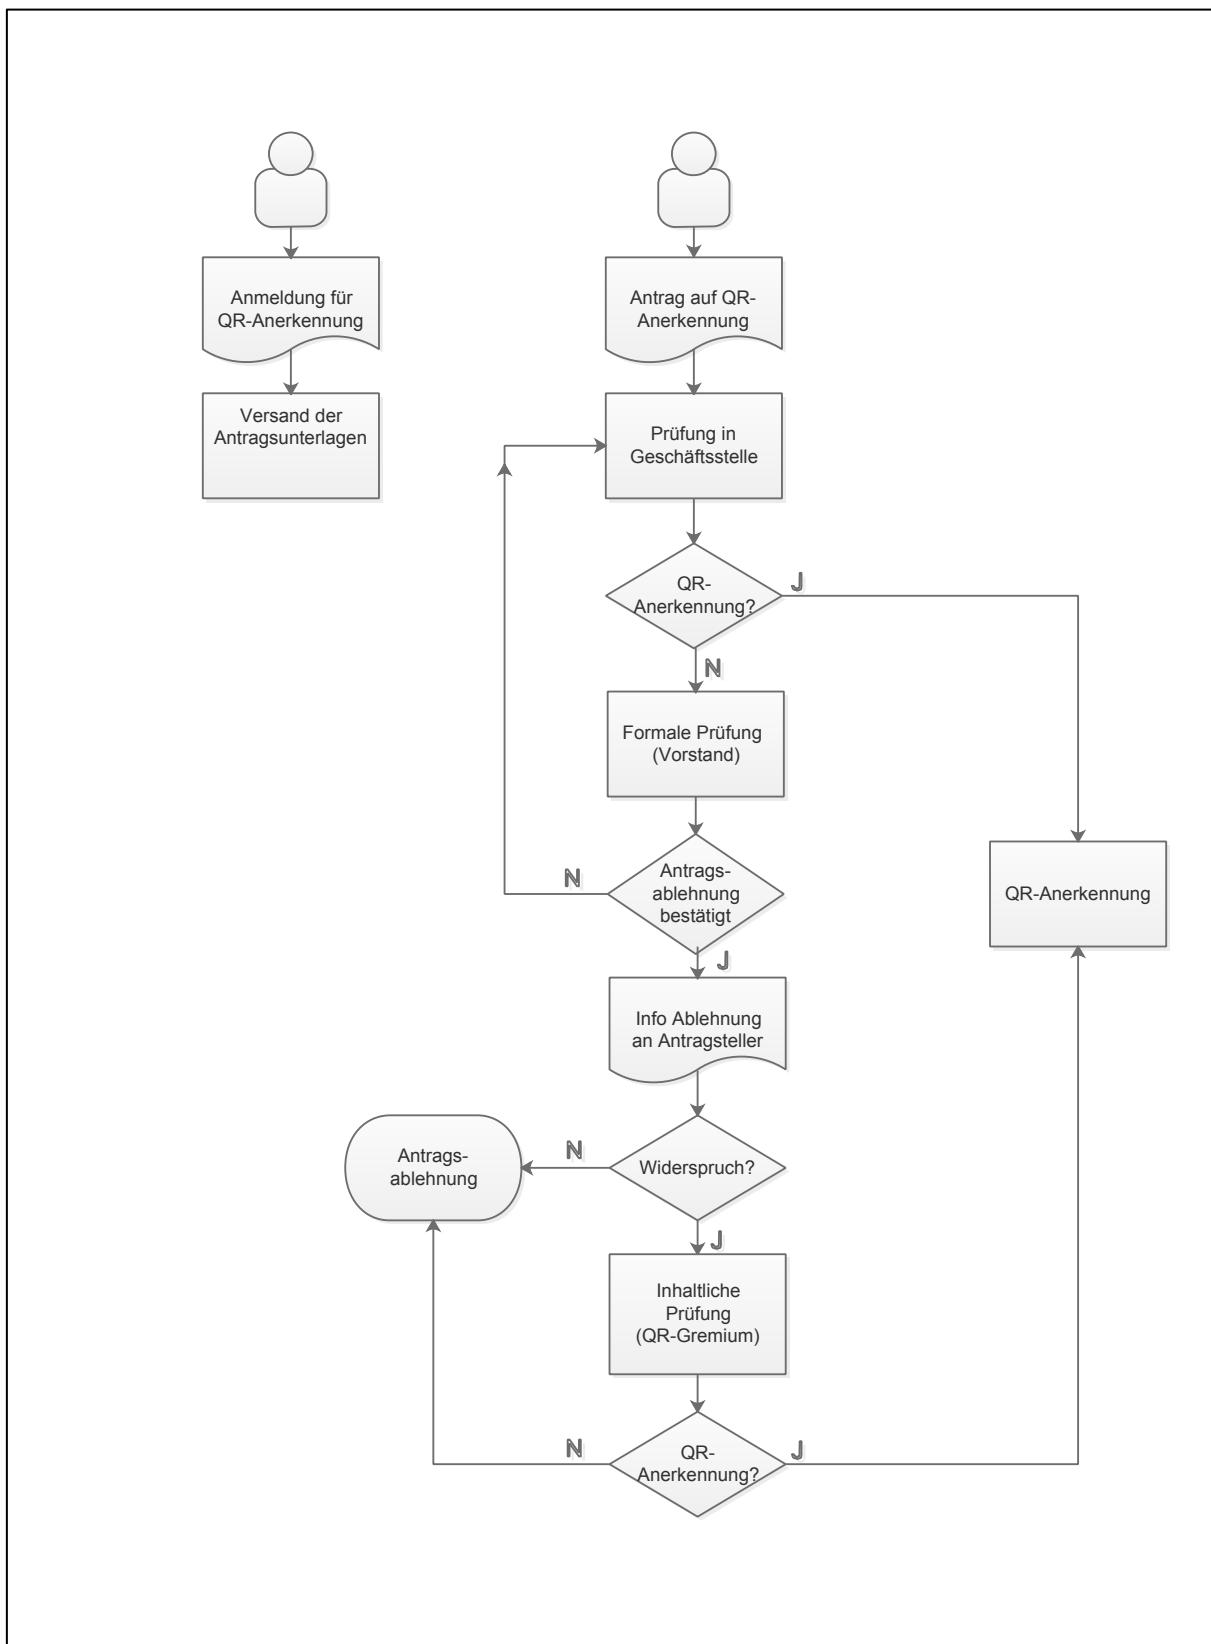 Anmeldung für
QR-Anerkennung
Versand der
Antragsunterlagen
Antrag auf QR-
Anerkennung
Prüfung in
Geschäftsstelle
QR-
Anerkennung?
J
N
Formale Prüfung
(Vorstand)
Antrags-
ablehnung
bestätigt
N
J
QR-Anerkennung
Info Ablehnung
an Antragsteller
Widerspruch?
N
J
Antrags-
ablehnung
Inhaltliche
Prüfung
(QR-Gremium)
QR-
Anerkennung?
N
J